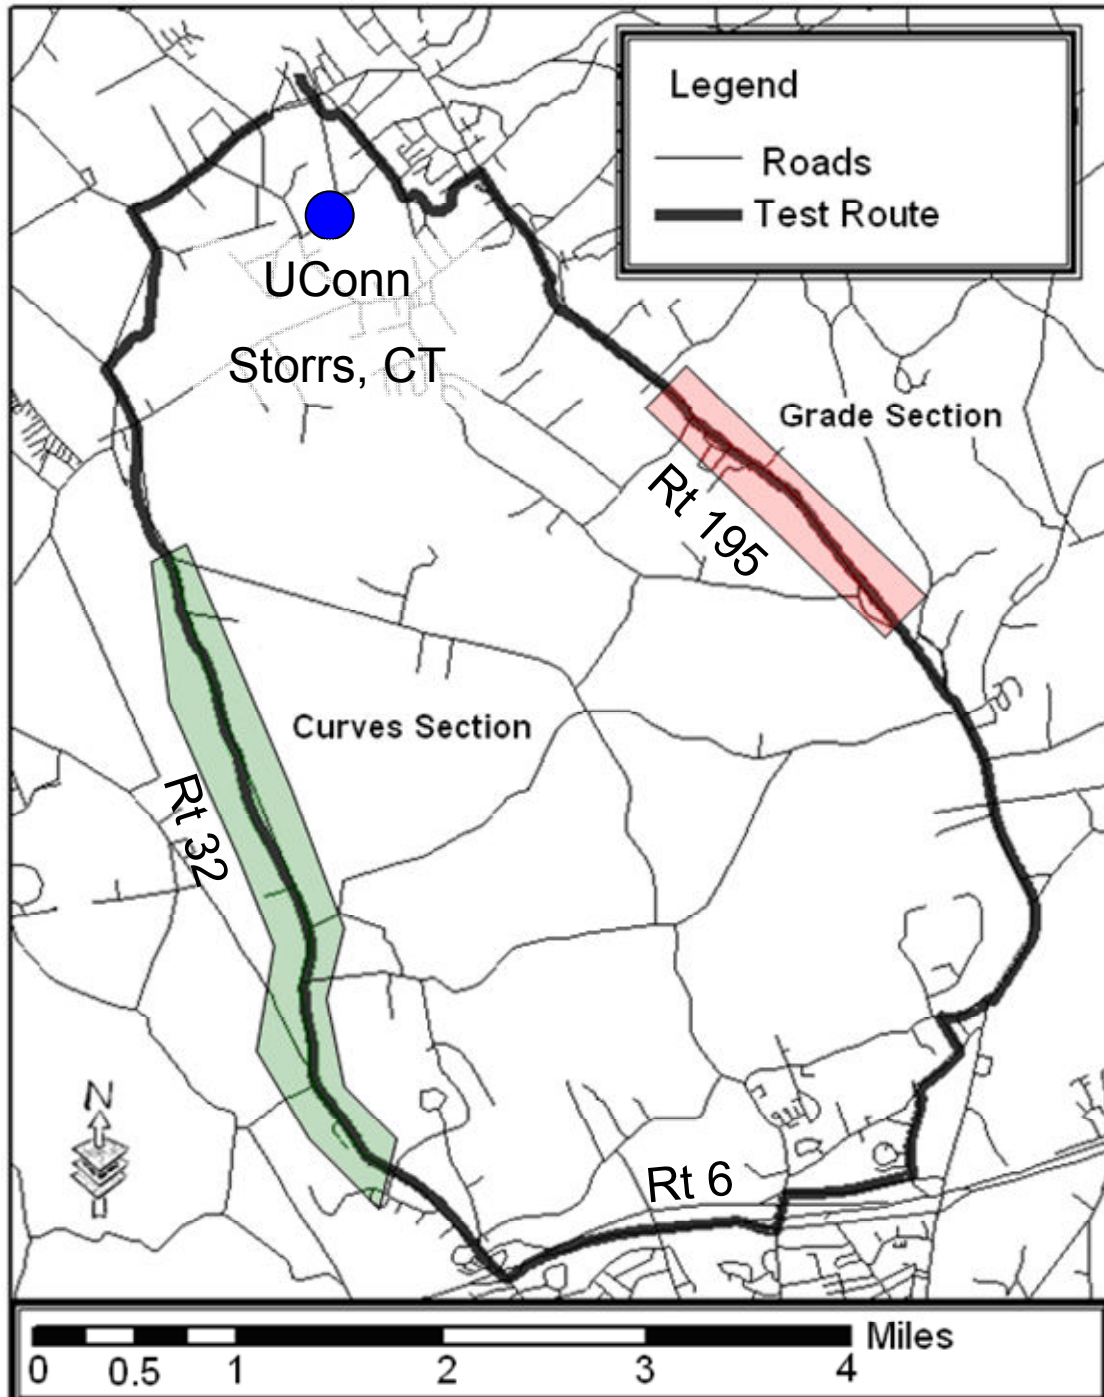 Legend
Roads
Test Route
UConn
Storrs, CT
Grade Section
Rt 195
Curves Section
Rt 32
N
Rt 6
0 0.5 1 2 3 4 Miles